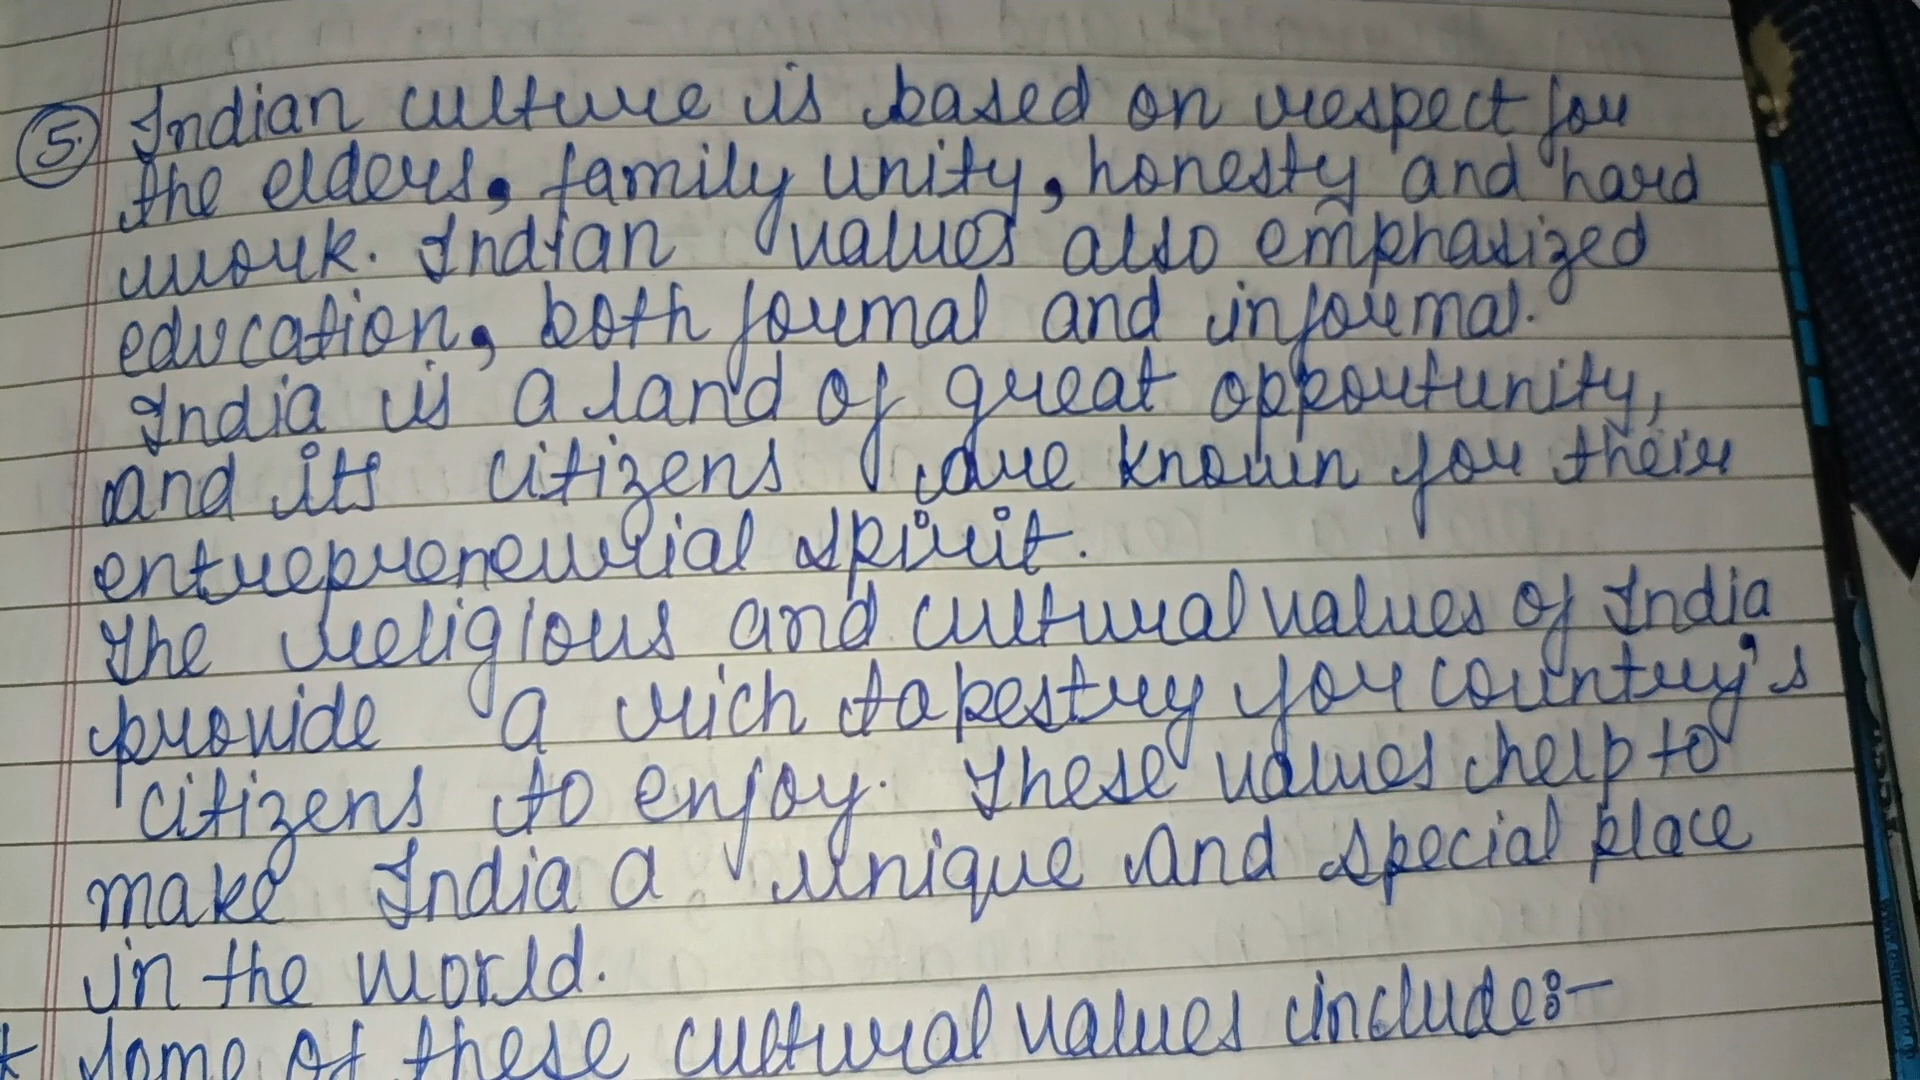 5. Indian culture is based on respect for
the elders, family unity, honesty and hard
work. Indian values also emphasized
education, both formal and informal.
India is a land of great opportunity,
and its citizens are known for their
entrepreneurial spirit.
The religious and cultural values of India
provide a rich tapestry for country's
citizens to enjoy. These values help to
make India a unique and special place
in the world.
* Some of these cultural values include:-